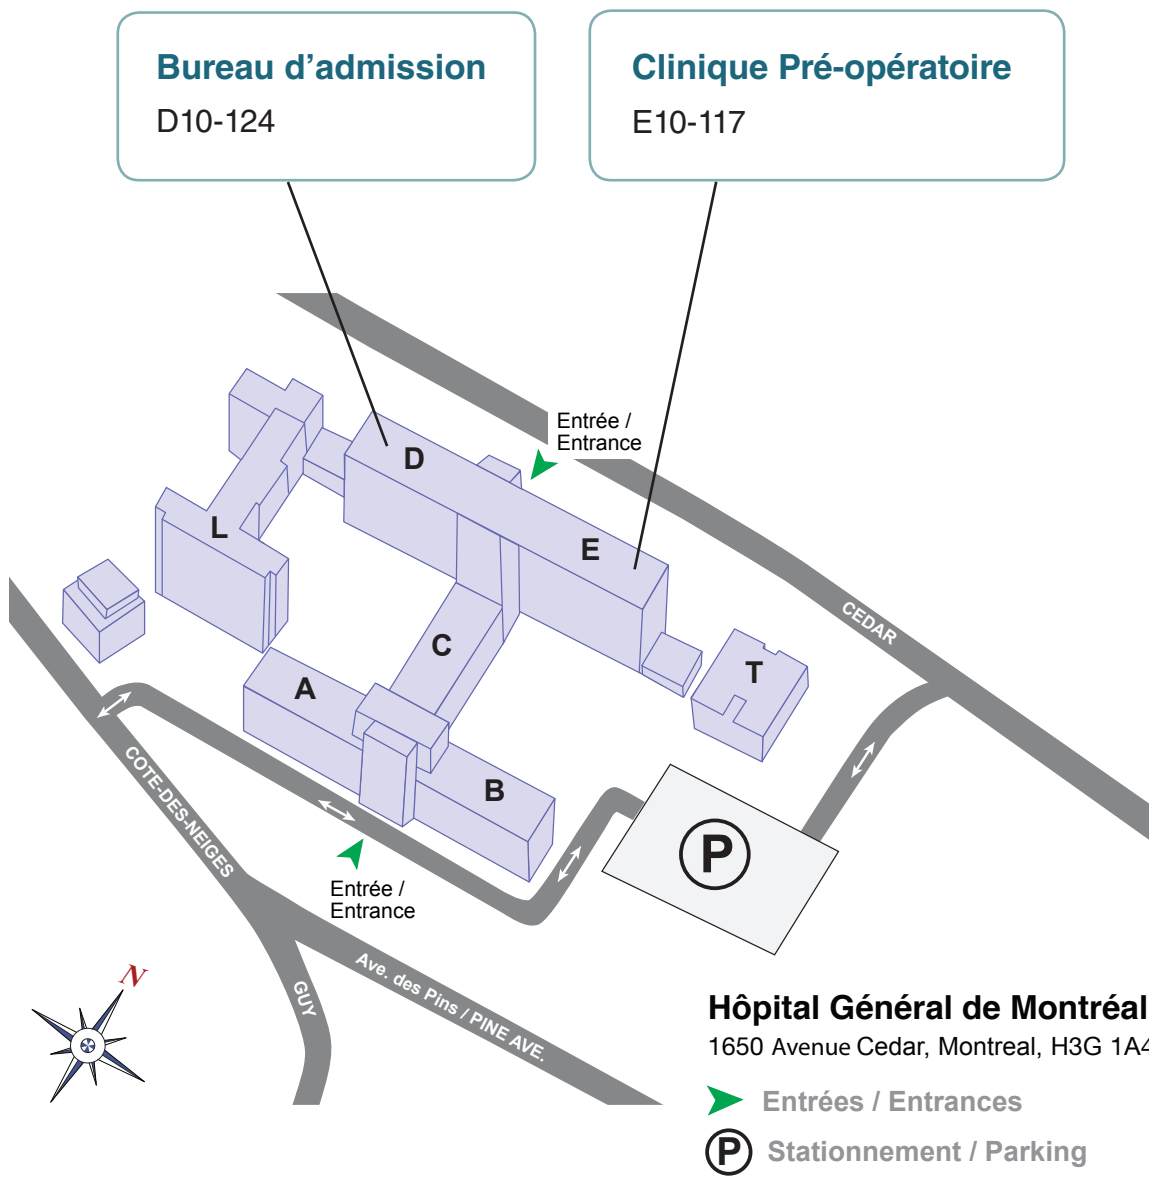 Bureau d’admission
D10-124
Clinique Pré-opératoire
E10-117
Entrée /
Entrance
D
E
L
C
A
B
T
CEDAR
COTE-DES-NEIGES
P
Entrée /
Entrance
GUY
Ave. des Pins / PINE AVE.
N
Hôpital Général de Montréal
1650 Avenue Cedar, Montreal, H3G 1A4
Entrées / Entrances
P Stationnement / Parking